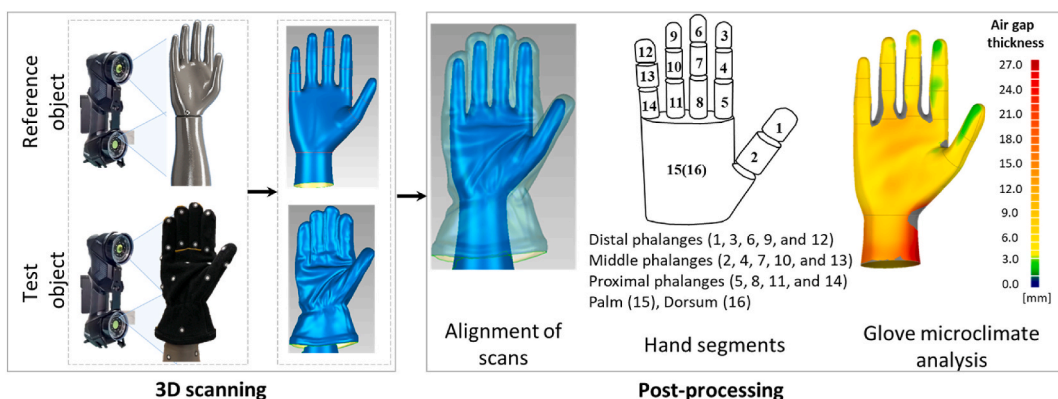 Reference
object
Test
object
3D scanning
Alignment of
scans
9
6
3
12
10
7
4
13
14
11
8
5
1
2
15(16)
Distal phalanges (1, 3, 6, 9, and 12)
Middle phalanges (2, 4, 7, 10, and 13)
Proximal phalanges (5, 8, 11, and 14)
Palm (15), Dorsum (16)
Hand segments
Air gap
thickness
27.0
24.0
21.0
18.0
15.0
12.0
9.0
6.0
3.0
0.0
[mm]
Glove microclimate
analysis
Post-processing